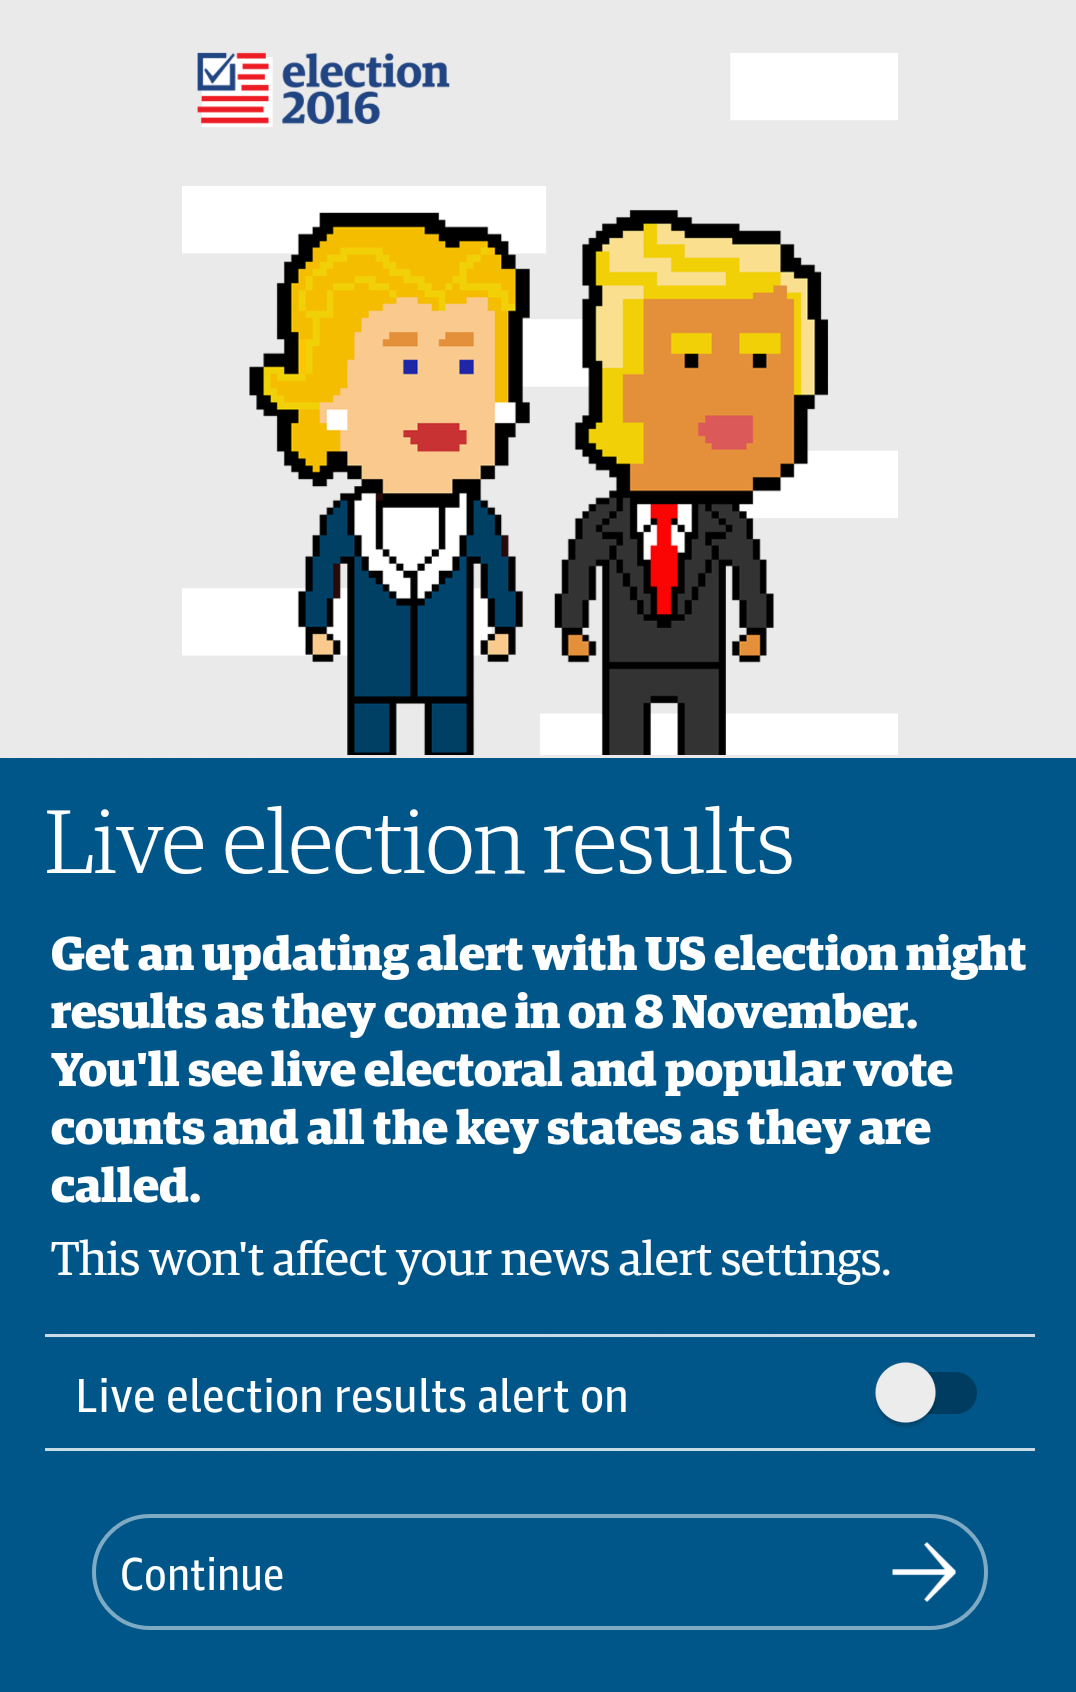 election
2016
Live election results
Get an updating alert with US election night
results as they come in on 8 November.
You'll see live electoral and popular vote
counts and all the key states as they are
called.
This won't affect your news alert settings.
Live election results alert on
Continue